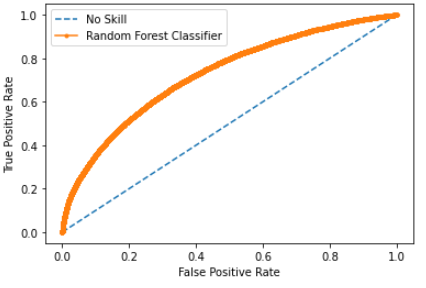 No Skill
Random Forest Classifier
True Positive Rate
1.0
0.8
0.6
0.4
0.2
0.0
0.0 0.2 0.4 0.6 0.8 1.0
False Positive Rate